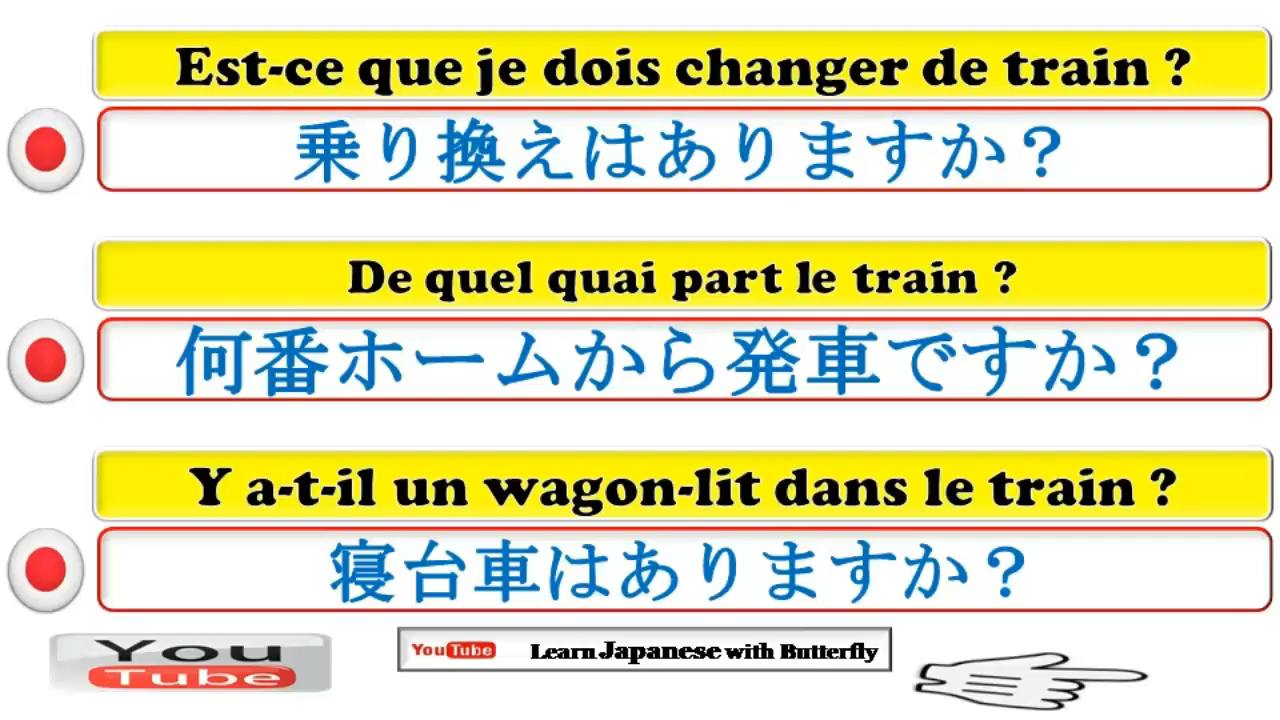 Est-ce que je dois changer de train ?
乗り換えはありますか？
De quel quai part le train ?
何番ホームから発車ですか？
Y a-t-il un wagon-lit dans le train ?
寝台車はありますか？
You
Tube
YouTube Learn Japanese with Butterfly